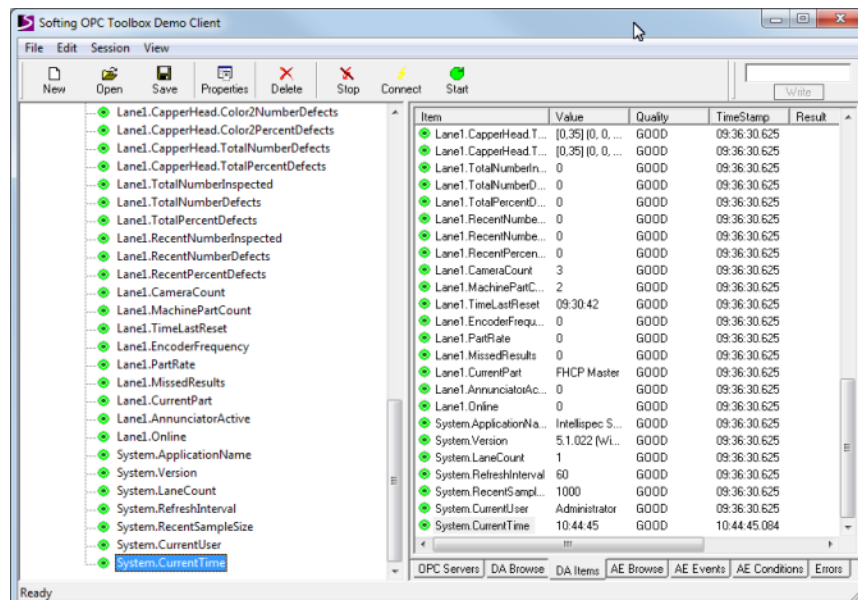 Softing OPC Toolbox Demo Client
File Edit Session View
New Open Save Properties Delete Stop Connect Start Write
Lane1.CapperHead.Color2NumberDefects
Lane1.CapperHead.Color2PercentDefects
Lane1.CapperHead.TotalNumberDefects
Lane1.CapperHead.TotalPercentDefects
Lane1.TotalNumberInspected
Lane1.TotalNumberDefects
Lane1.TotalPercentDefects
Lane1.RecentNumberInspected
Lane1.RecentNumberDefects
Lane1.RecentPercentDefects
Lane1.CameraCount
Lane1.MachinePartCount
Lane1.TimeLastReset
Lane1.EncoderFrequency
Lane1.PartRate
Lane1.MissedResults
Lane1.CurrentPart
Lane1.AnnunciatorActive
Lane1.Online
System.ApplicationName
System.Version
System.LaneCount
System.RefreshInterval
System.RecentSampleSize
System.CurrentUser
System.CurrentTime
Item Value Quality TimeStamp Result
Lane1.CapperHead.T... [0,35] {0, 0, ... GOOD 09:36:30.625
Lane1.CapperHead.T... [0,35] {0, 0, ... GOOD 09:36:30.625
Lane1.TotalNumberIn... 0 GOOD 09:36:30.625
Lane1.TotalNumberD... 0 GOOD 09:36:30.625
Lane1.TotalPercentD... 0 GOOD 09:36:30.625
Lane1.RecentNumbe... 0 GOOD 09:36:30.625
Lane1.RecentNumbe... 0 GOOD 09:36:30.625
Lane1.RecentPercen... 0 GOOD 09:36:30.625
Lane1.CameraCount 3 GOOD 09:36:30.625
Lane1.MachinePartC... 2 GOOD 09:36:30.625
Lane1.TimeLastReset 09:30:42 GOOD 09:36:30.625
Lane1.EncoderFrequ... 0 GOOD 09:36:30.625
Lane1.PartRate 0 GOOD 09:36:30.625
Lane1.MissedResults 0 GOOD 09:36:30.625
Lane1.CurrentPart FHCP Master GOOD 09:36:30.625
Lane1.AnnunciatorAc... 0 GOOD 09:36:30.625
Lane1.Online 0 GOOD 09:36:30.625
System.ApplicationNa... Intellispec S... GOOD 09:36:30.625
System.Version 5.1.022 (Wi... GOOD 09:36:30.625
System.LaneCount 1 GOOD 09:36:30.625
System.RefreshInterval 60 GOOD 09:36:30.625
System.RecentSampl... 1000 GOOD 09:36:30.625
System.CurrentUser Administrator GOOD 09:36:30.625
System.CurrentTime 10:44:45 GOOD 10:44:45.084
OPC Servers DA Browse DA Items AE Browse AE Events AE Conditions Errors
Ready